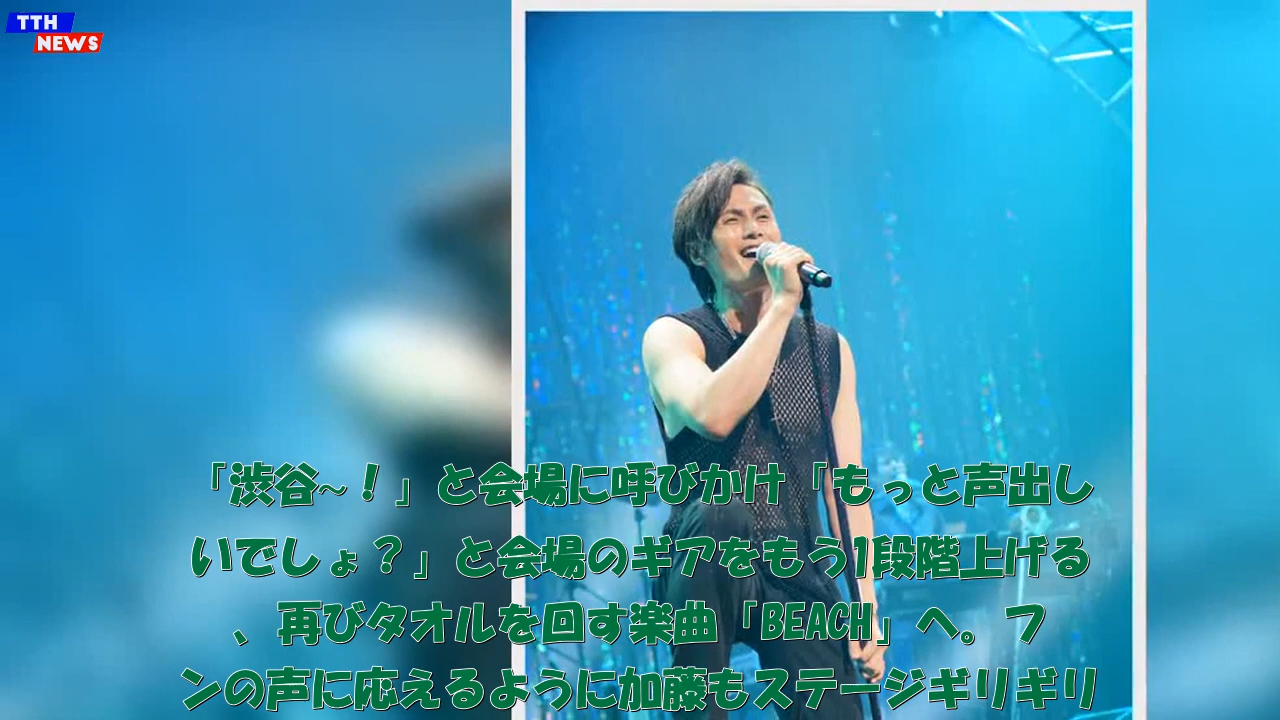 TTH
NEWS
「渋谷~！」と会場に呼びかけ「もっと声出し
いでしょ？」と会場のギアをもう1段階上げる
、再びタオルを回す楽曲「BEACH」へ。フ
ンの声に応えるように加藤もステージギリギリ